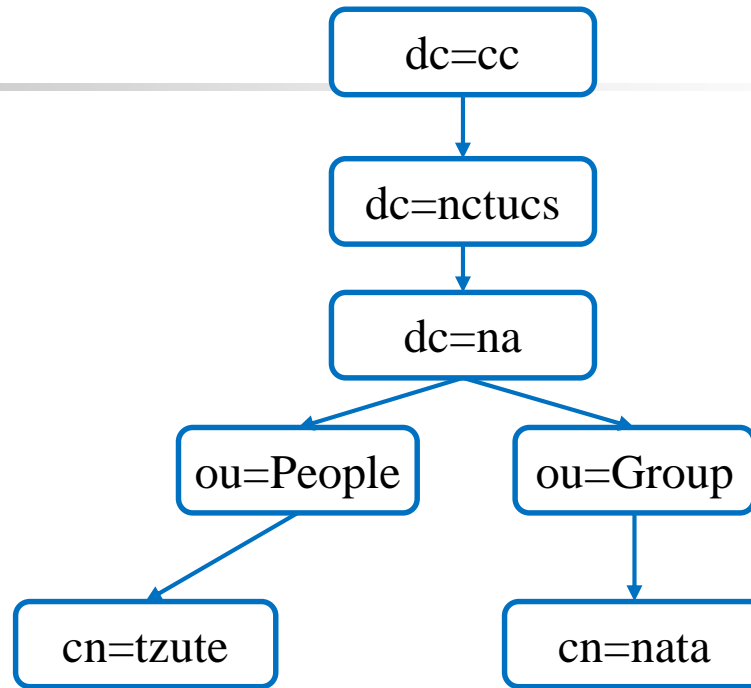 dc=cc
dc=nctucs
dc=na
ou=People
ou=Group
cn=tzute
cn=nata